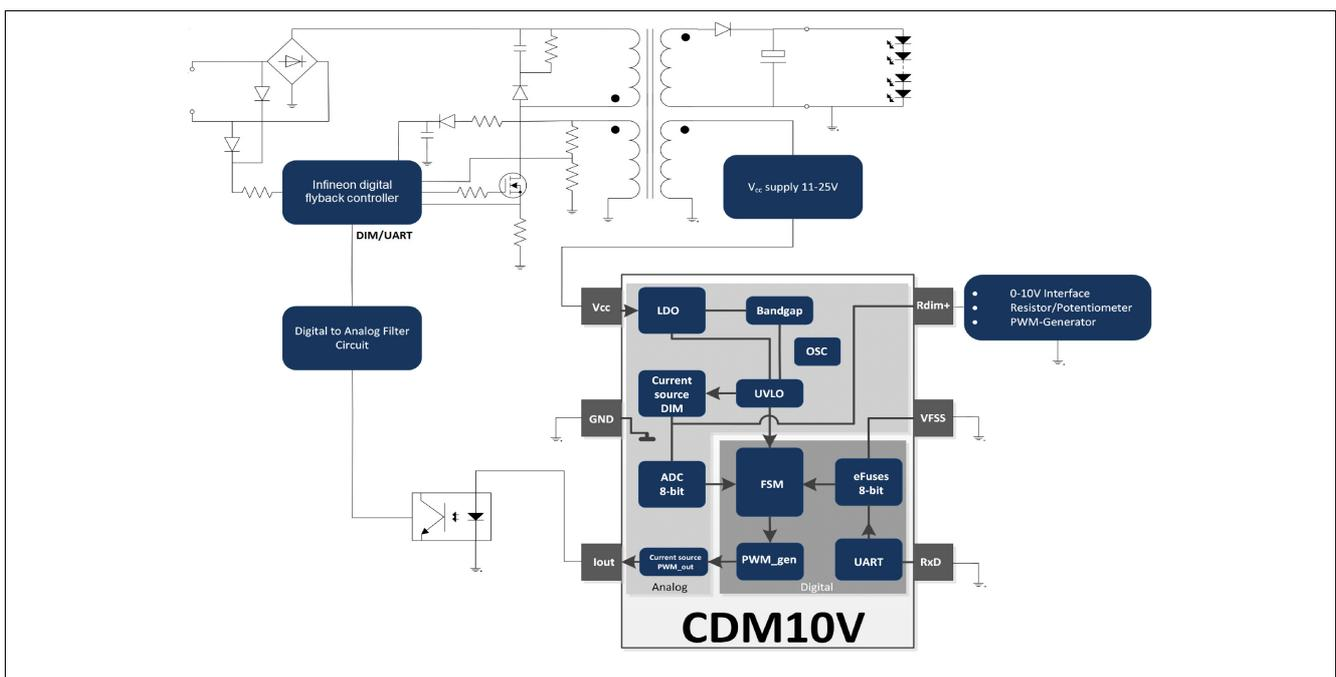 Infineon digital
flyback controller
DIM/UART
Vcc supply 11-25V
Digital to Analog Filter
Circuit
Vcc
GND
Iout
LDO
Bandgap
OSC
Current
source
DIM
UVLO
ADC
8-bit
FSM
eFuses
8-bit
Current source
PWM_out
PWM_gen
UART
Analog
Digital
Rdim+
VFSS
RxD
• 0-10V Interface
• Resistor/Potentiometer
• PWM-Generator
CDM10V